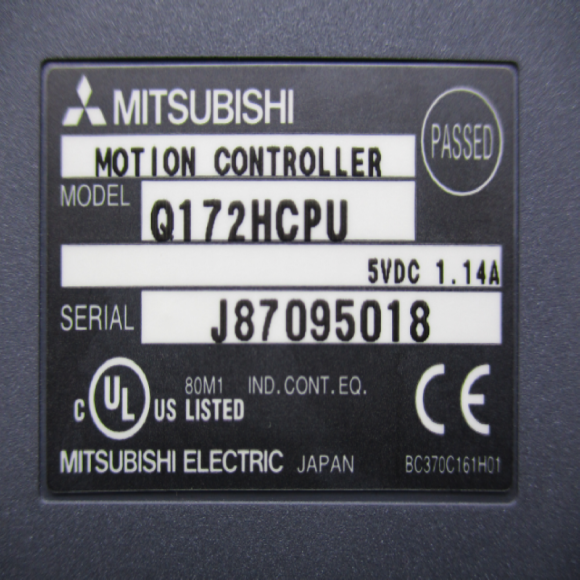 MITSUBISHI
PASSED
MOTION CONTROLLER
MODEL Q172HCPU
5VDC 1.14A
SERIAL J87095018
C UL US LISTED
80M1 IND. CONT. EQ.
CE
MITSUBISHI ELECTRIC JAPAN
BC370C161H01